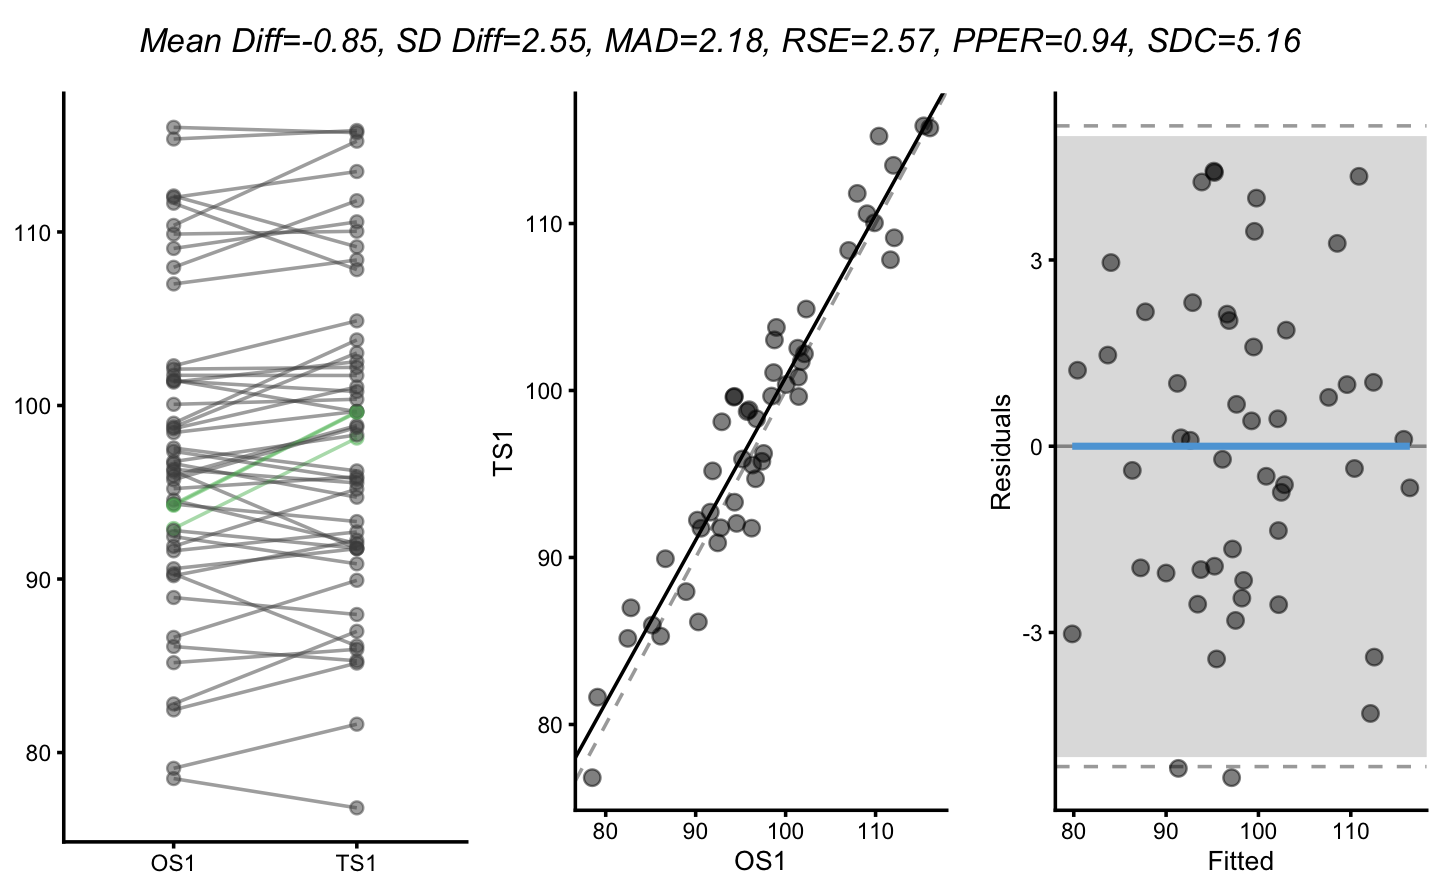 Mean Diff=-0.85, SD Diff=2.55, MAD=2.18, RSE=2.57, PPER=0.94, SDC=5.16
110
100
90
80
OS1 TS1
TS1
110
100
90
80
80 90 100 110
OS1
Residuals
3
0
-3
80 90 100 110
Fitted